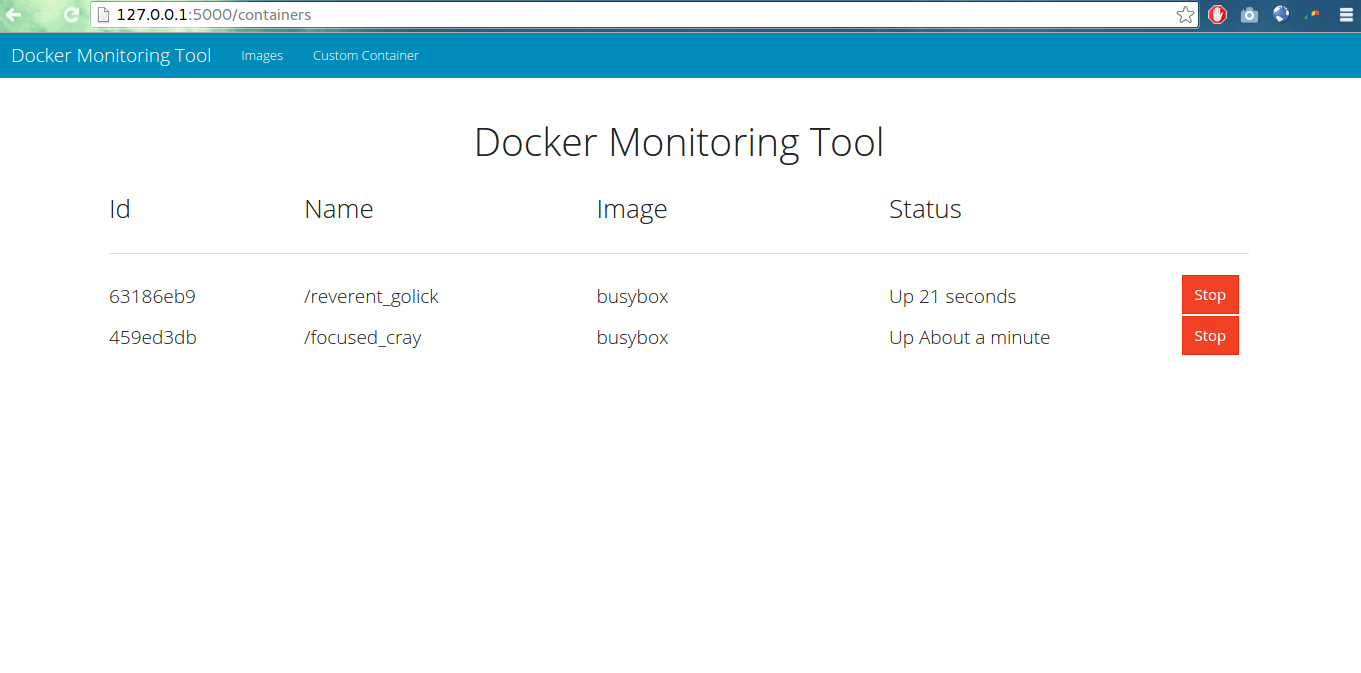 127.0.0.1:5000/containers
Docker Monitoring Tool Images Custom Container
Docker Monitoring Tool
Id Name Image Status
63186eb9 /reverent_golick busybox Up 21 seconds Stop
459ed3db /focused_cray busybox Up About a minute Stop